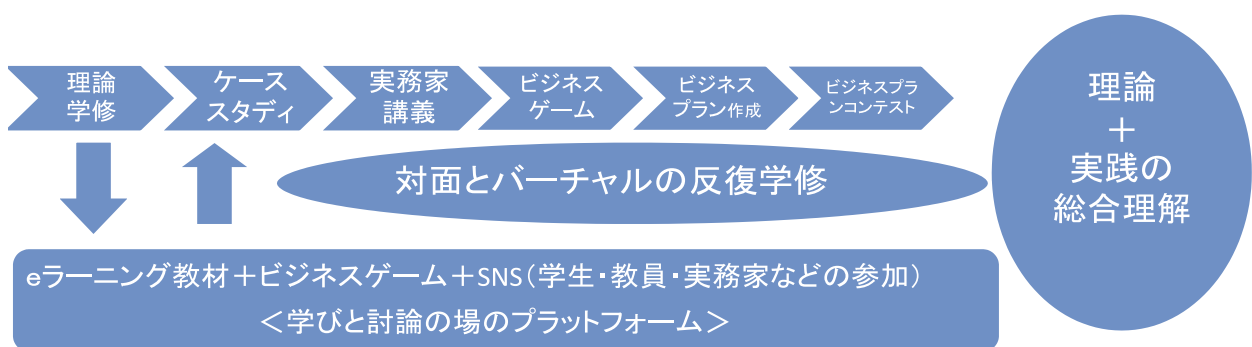 理論
学修
ケース
スタディ
実務家
講義
ビジネス
ゲーム
ビジネス
プラン作成
ビジネスプラ
ンコンテスト
理論
＋
実践の
総合理解
対面とバーチャルの反復学修
eラーニング教材＋ビジネスゲーム＋SNS（学生・教員・実務家などの参加）
＜学びと討論の場のプラットフォーム＞